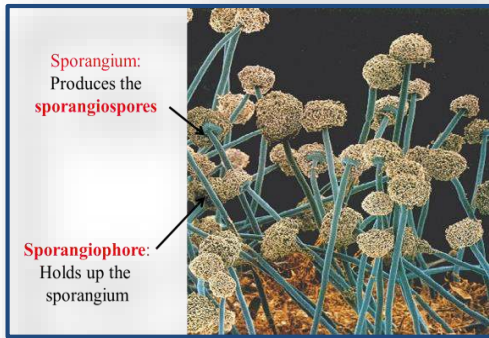 Sporangium:
Produces the
sporangiospores
Sporangiophore:
Holds up the
sporangium